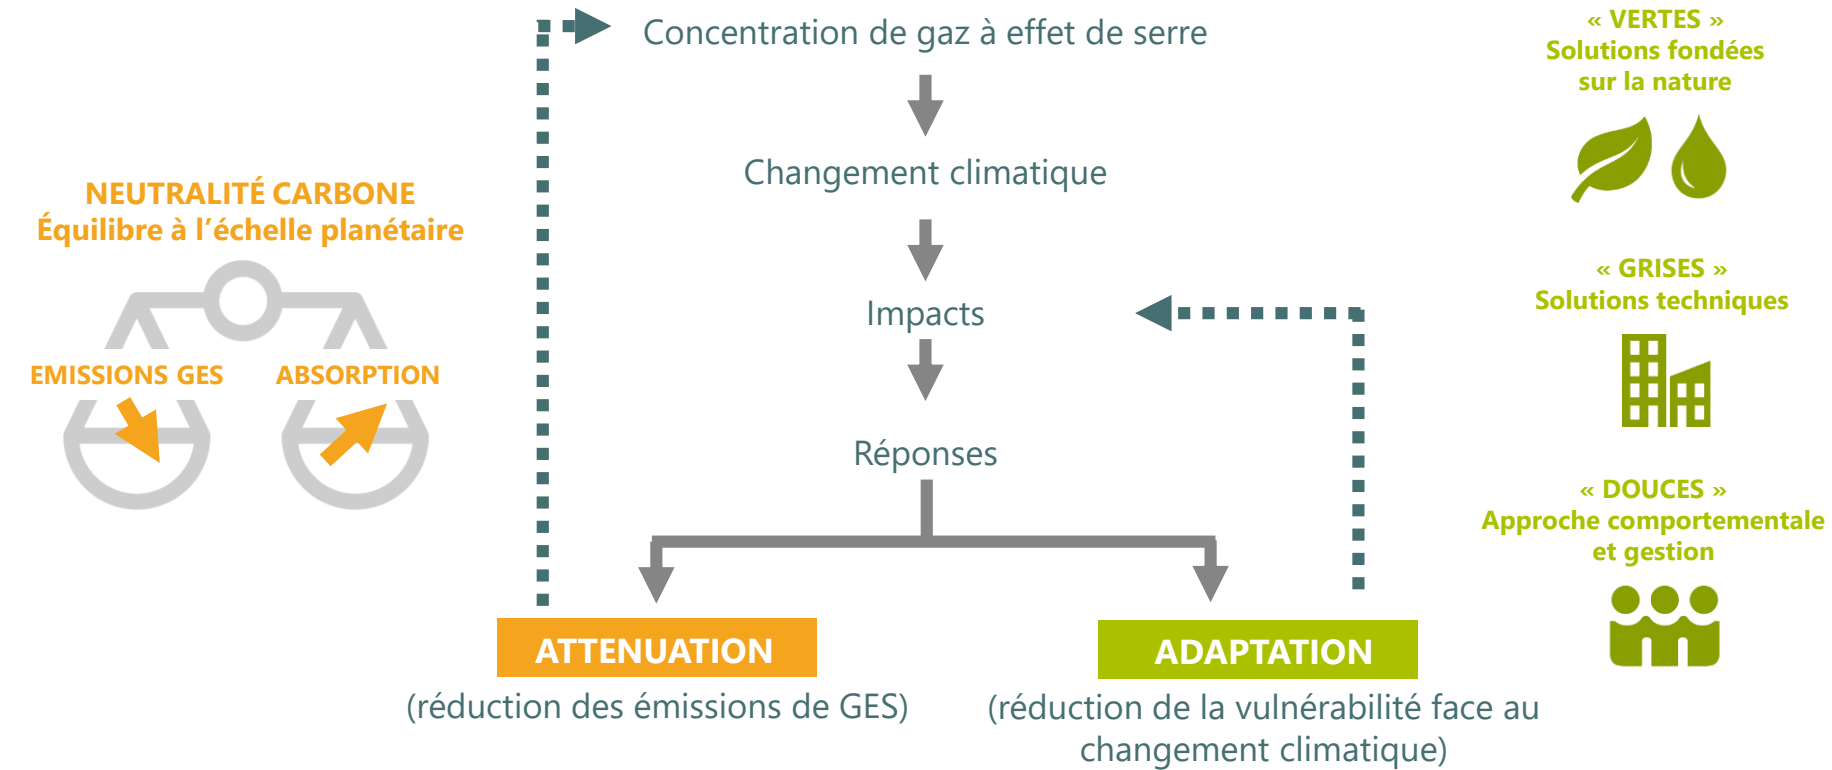 Concentration de gaz à effet de serre
Changement climatique
Impacts
Réponses
ATTENUATION
(réduction des émissions de GES)
ADAPTATION
(réduction de la vulnérabilité face au
changement climatique)
NEUTRALITÉ CARBONE
Équilibre à l’échelle planétaire
EMISSIONS GES
ABSORPTION
« VERTES »
Solutions fondées
sur la nature
« GRISES »
Solutions techniques
« DOUCES »
Approche comportementale
et gestion